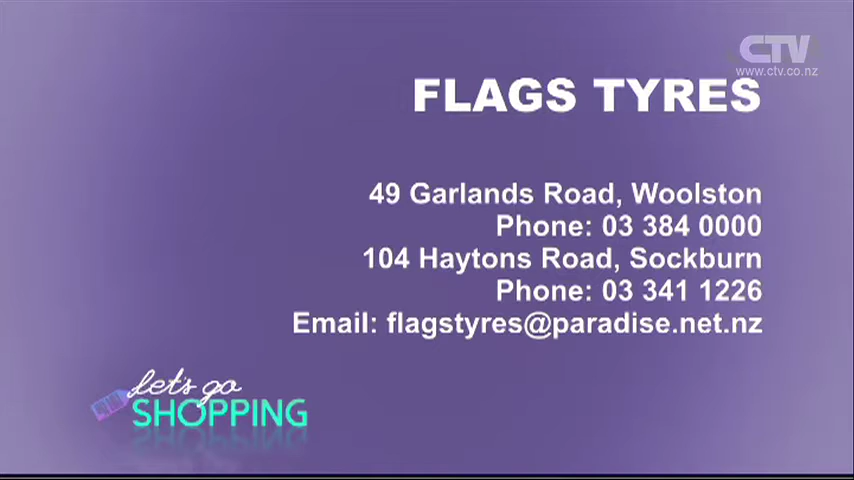 CTV
www.ctv.co.nz
FLAGS TYRES
49 Garlands Road, Woolston
Phone: 03 384 0000
104 Haytons Road, Sockburn
Phone: 03 341 1226
Email: flagstyres@paradise.net.nz
let's go
SHOPPING